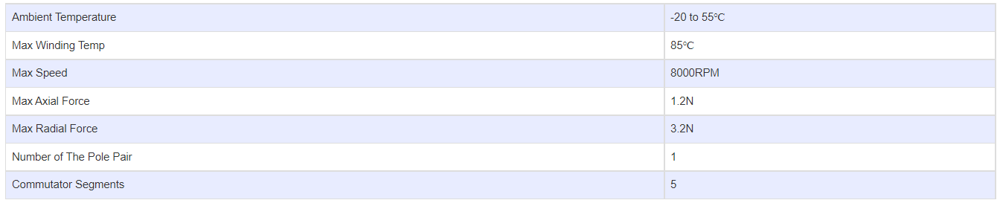 Ambient Temperature -20 to 55℃
Max Winding Temp 85℃
Max Speed 8000RPM
Max Axial Force 1.2N
Max Radial Force 3.2N
Number of The Pole Pair 1
Commutator Segments 5